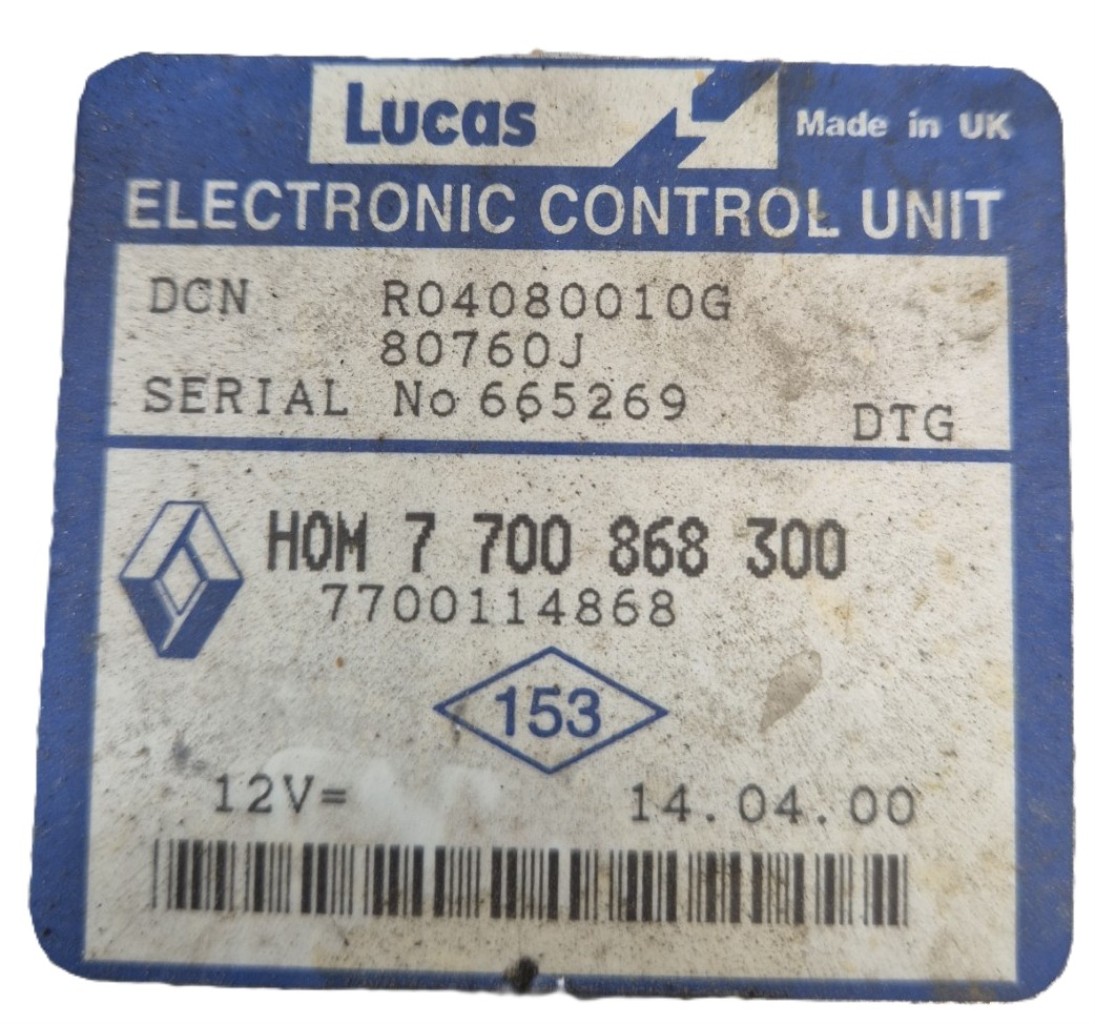 Lucas
Made in UK
ELECTRONIC CONTROL UNIT
DCN R04080010G
80760J
SERIAL No 665269
DTG
HOM 7 700 868 300
7700114868
153
12V=
14.04.00